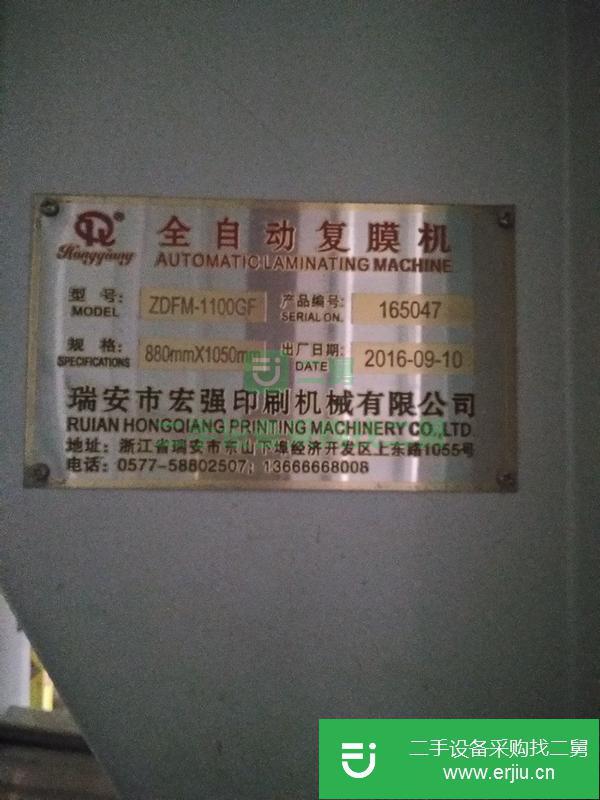 Hongqiang®
全自动复膜机
AUTOMATIC LAMINATING MACHINE
型号: ZDFM-1100GF 产品编号: 165047
MODEL SERIAL ON.
规格: 880mmX1050mm 出厂日期: 2016-09-10
SPECIFICATIONS DATE
二舅
瑞安市宏强印刷机械有限公司
RUIAN HONGQIANG PRINTING MACHINERY CO.,LTD
地址: 浙江省瑞安市东山下埠经济开发区上东路1055号
电话: 0577-58802507; 13666668008
二手设备采购找二舅
www.erjiu.cn